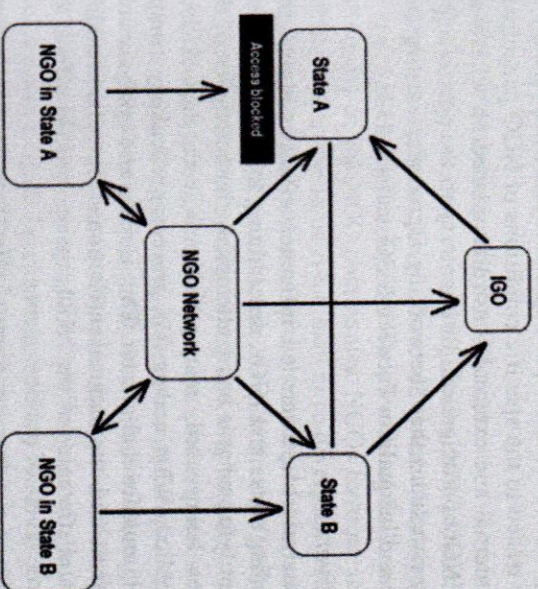 IGO
State A
State B
Access blocked
NGO Network
NGO in State A
NGO in State B